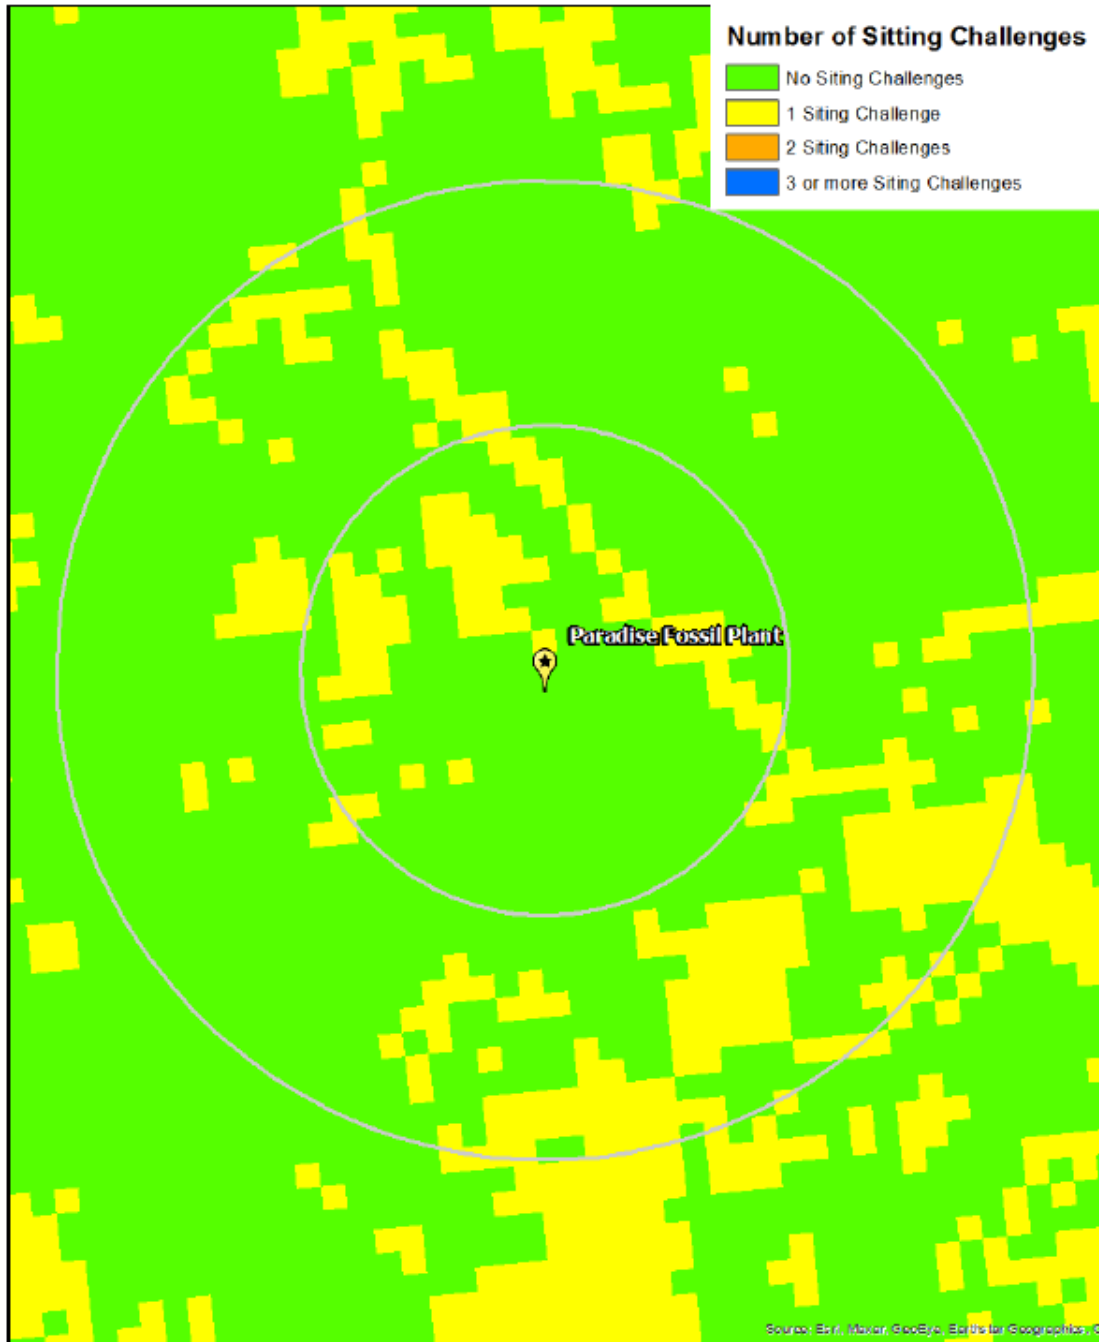 Number of Sitting Challenges
No Siting Challenges
1 Siting Challenge
2 Siting Challenges
3 or more Siting Challenges
Paradise Fossil Plant
Source: Esri, Maxar, GeoEye, Earthstar Geographics, C